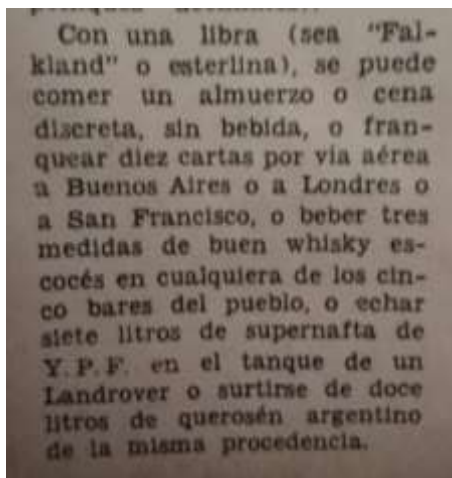 Con una libra (sea "Fal-
kland" o esterlina), se puede
comer un almuerzo o cena
discreta, sin bebida, o fran-
quear diez cartas por vía aérea
a Buenos Aires o a Londres o
a San Francisco, o beber tres
medidas de buen whisky es-
cocés en cualquiera de los cin-
co bares del pueblo, o echar
siete litros de supernafta de
Y.P.F. en el tanque de un
Landrover o surtirse de doce
litros de querosén argentino
de la misma procedencia.